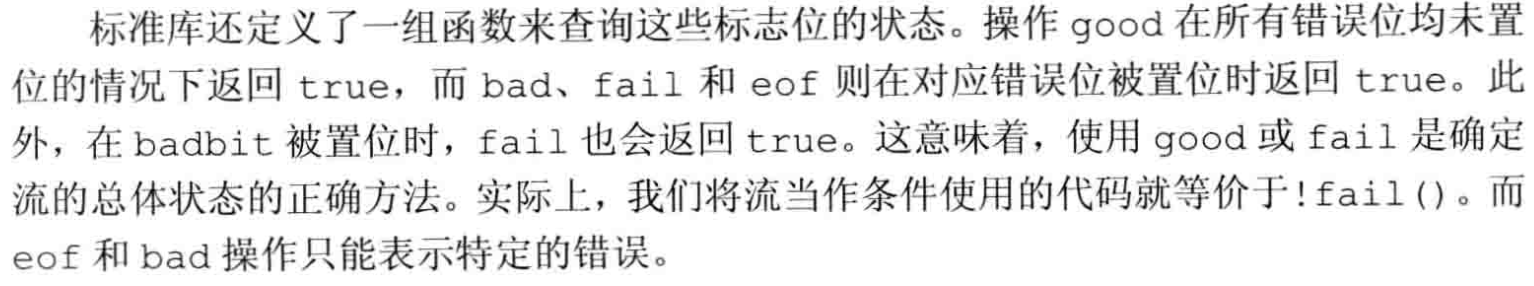 标准库还定义了一组函数来查询这些标志位的状态。操作 good 在所有错误位均未置
位的情况下返回 true，而 bad、fail 和 eof 则在对应错误位被置位时返回 true。此
外，在 badbit 被置位时，fail 也会返回 true。这意味着，使用 good 或 fail 是确定
流的总体状态的正确方法。实际上，我们将流当作条件使用的代码就等价于!fail()。而
eof 和 bad 操作只能表示特定的错误。